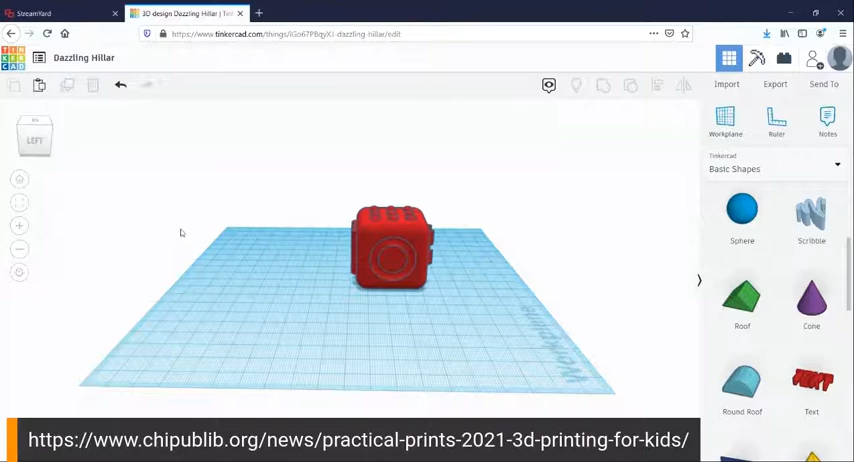 StreamYard
3D design Dazzling Hillar | Tin
https://www.tinkercad.com/things/
-dazzling-hillar/edit
TIN
KER
CAD
Dazzling Hillar
Import
Export
Send To
LEFT
Workplane
Ruler
Notes
Tinkercad
Basic Shapes
Sphere
Scribble
Roof
Cone
Workplane
Round Roof
Text
TEXT
https://www.chipublib.org/news/practical-prints-2021-3d-printing-for-kids/